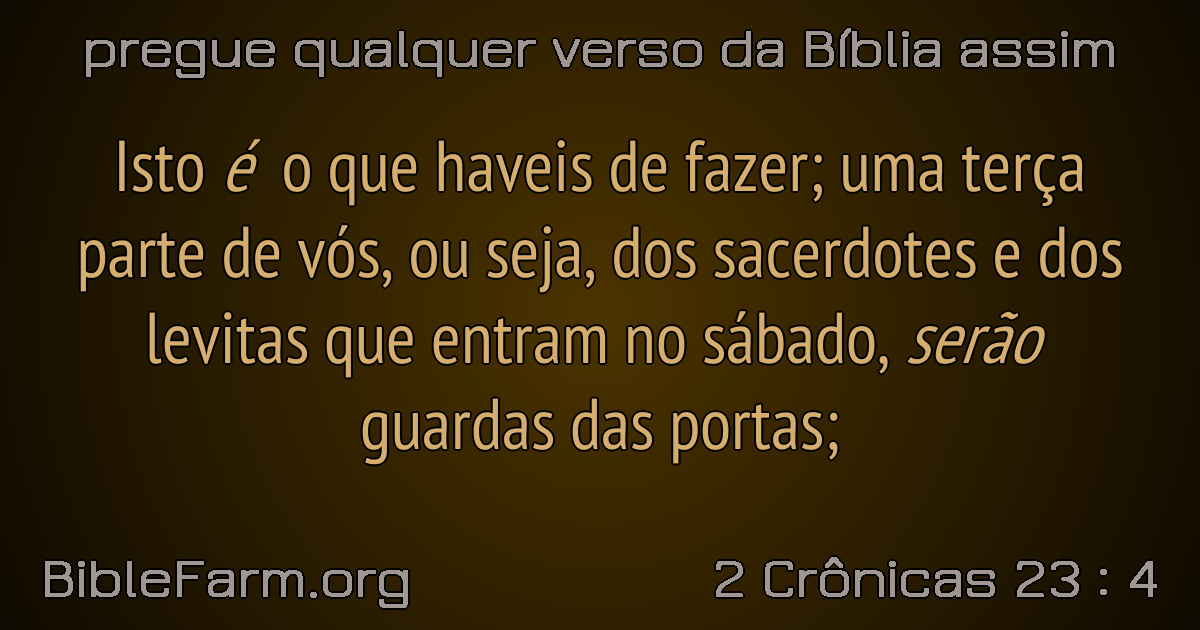 pregue qualquer verso da Bíblia assim
Isto é o que haveis de fazer; uma terça
parte de vós, ou seja, dos sacerdotes e dos
levitas que entram no sábado, serão
guardas das portas;
BibleFarm.org
2 Crônicas 23 : 4